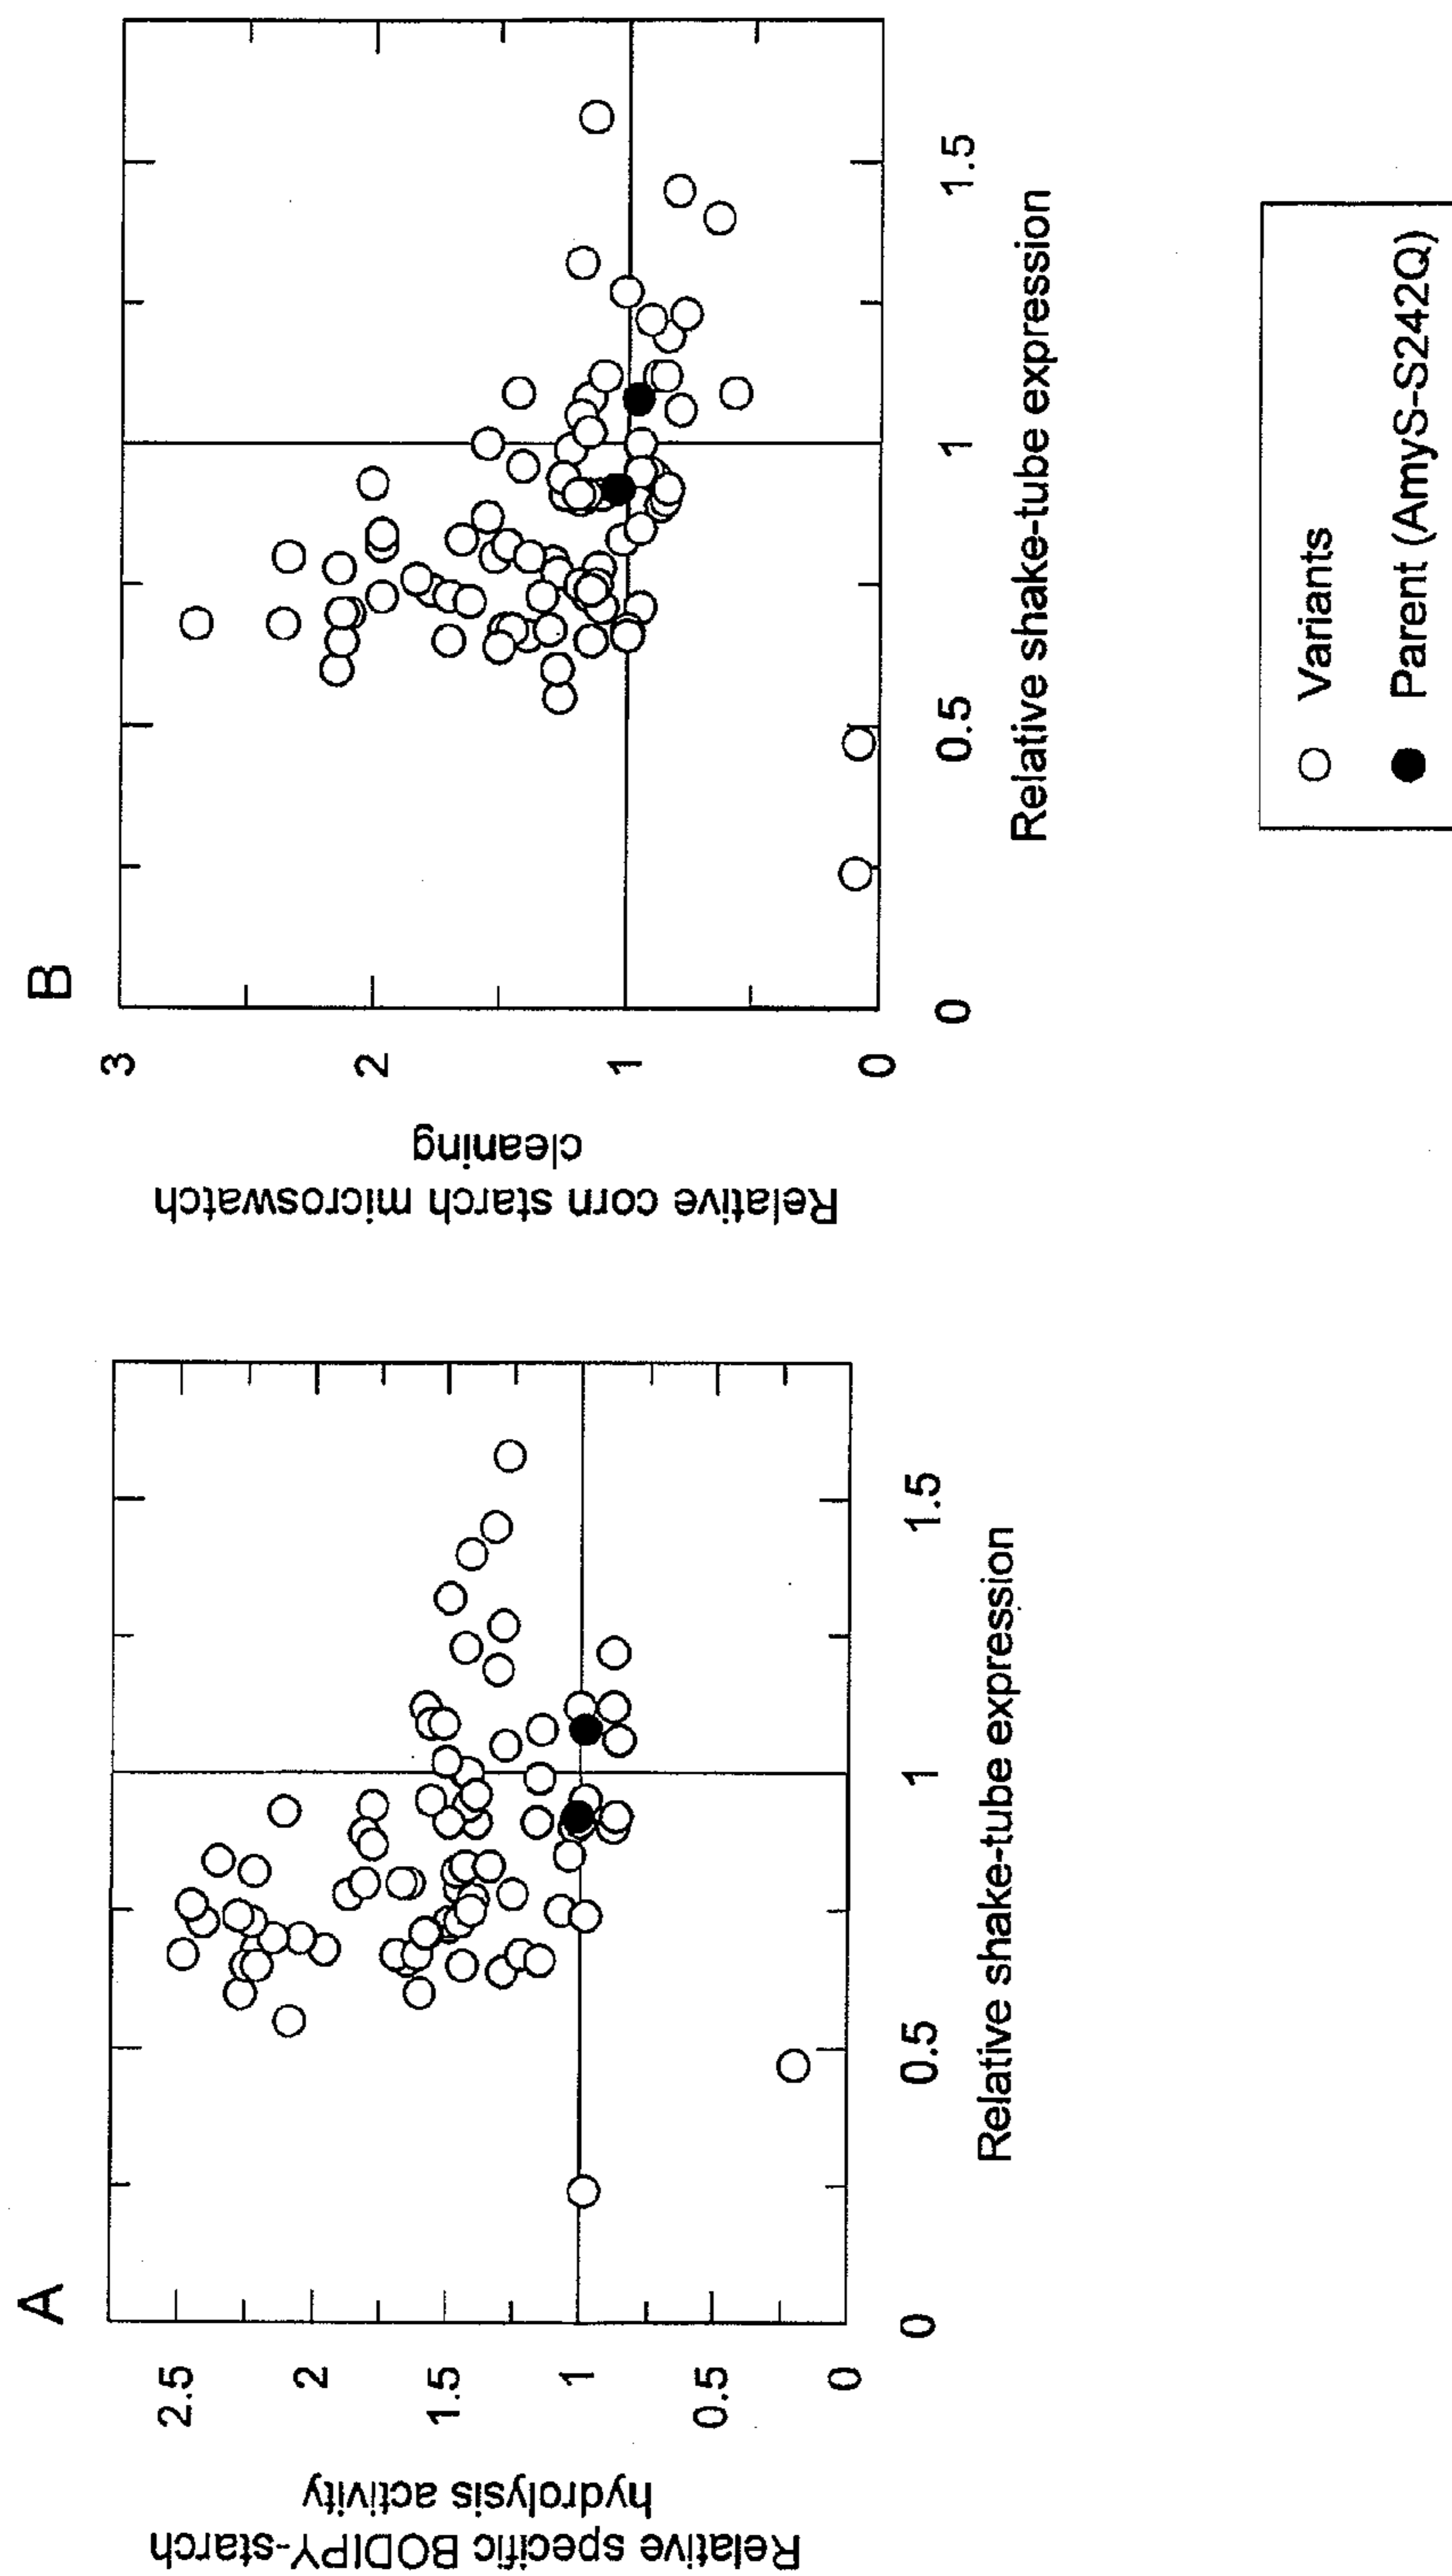 A
Relative specific BODIPY-starch
hydrolysis activity
2.5
2
1.5
1
0.5
0
0
0.5
1
1.5
Relative shake-tube expression
B
Relative corn starch microswatch
cleaning
3
2
1
0
0
0.5
1
1.5
Relative shake-tube expression
Variants
Parent (AmyS-S242Q)